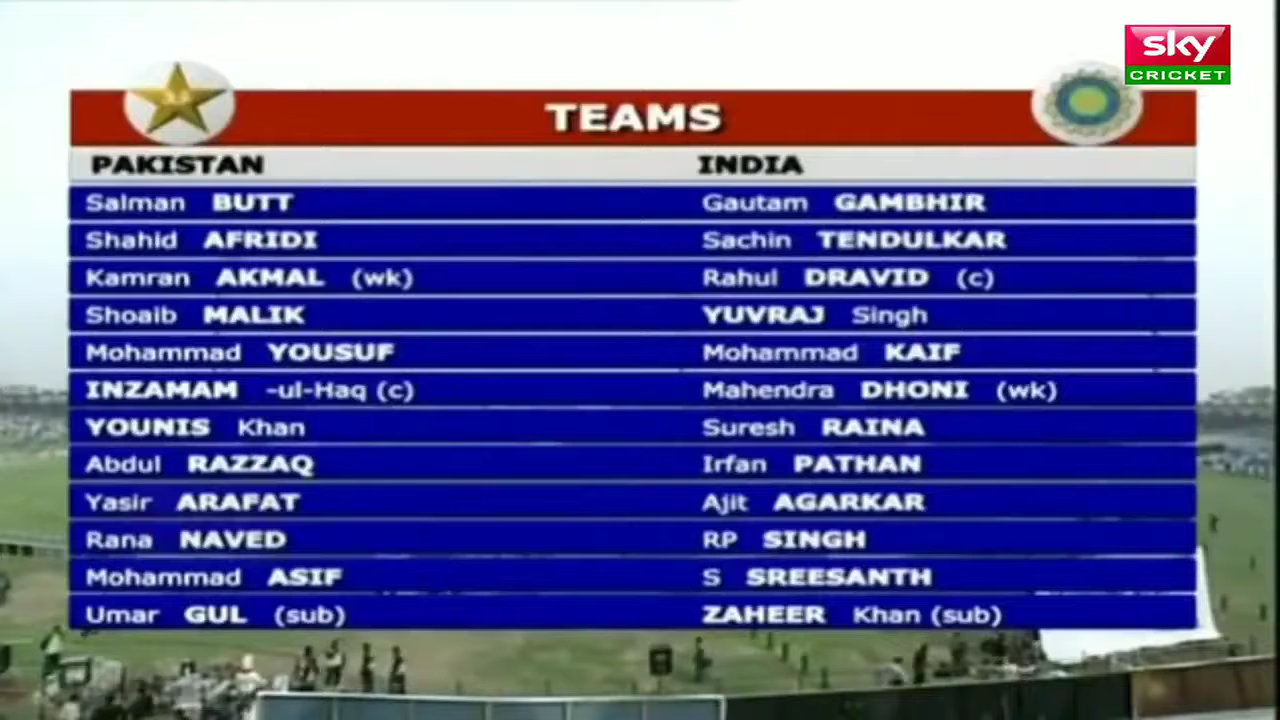 sky
CRICKET
TEAMS
PAKISTAN INDIA
Salman BUTT Gautam GAMBHIR
Shahid AFRIDI Sachin TENDULKAR
Kamran AKMAL (wk) Rahul DRAVID (c)
Shoaib MALIK YUVRAJ Singh
Mohammad YOUSUF Mohammad KAIF
INZAMAM -ul-Haq (c) Mahendra DHONI (wk)
YOUNIS Khan Suresh RAINA
Abdul RAZZAQ Irfan PATHAN
Yasir ARAFAT Ajit AGARKAR
Rana NAVED RP SINGH
Mohammad ASIF S SREESANTH
Umar GUL (sub) ZAHEER Khan (sub)